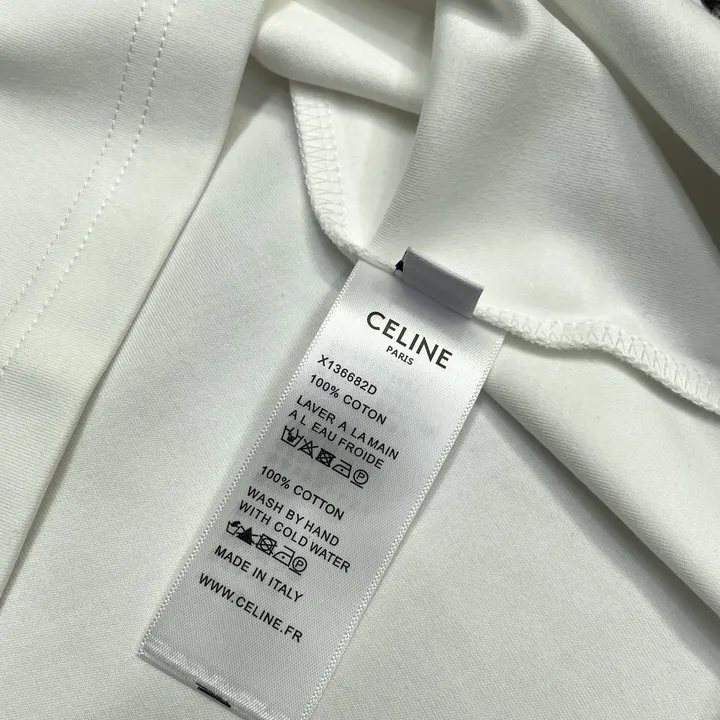 CELINE
PARIS
X136682D
100% COTON
LAVER A LA MAIN
A L EAU FROIDE
100% COTTON
WASH BY HAND
WITH COLD WATER
MADE IN ITALY
WWW.CELINE.FR